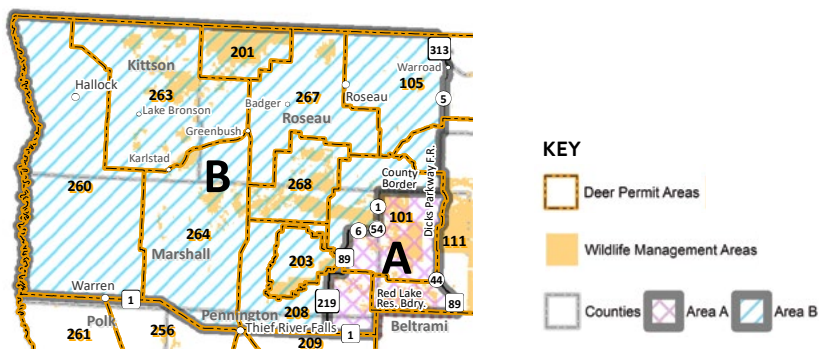 201
313
Kittson
Warroad
105
Hallock
263
267
Roseau
5
Lake Bronson
Badger
Roseau
Greenbush
Karlstad
B
County
Border
260
268
Dicks Parkway F.R.
1
101
264
6
54
111
Marshall
203
89
A
44
Warren
1
219
Red Lake
Res. Bdry.
89
Pennington
208
Polk
Thief River Falls
1
Beltrami
261
256
209
KEY
Deer Permit Areas
Wildlife Management Areas
Counties
Area A
Area B